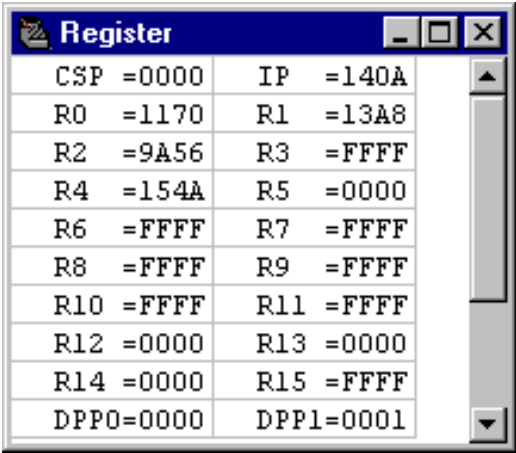 Register
CSP =0000 IP =140A
R0 =1170 R1 =13A8
R2 =9A56 R3 =FFFF
R4 =154A R5 =0000
R6 =FFFF R7 =FFFF
R8 =FFFF R9 =FFFF
R10 =FFFF R11 =FFFF
R12 =0000 R13 =0000
R14 =0000 R15 =FFFF
DPP0=0000 DPP1=0001